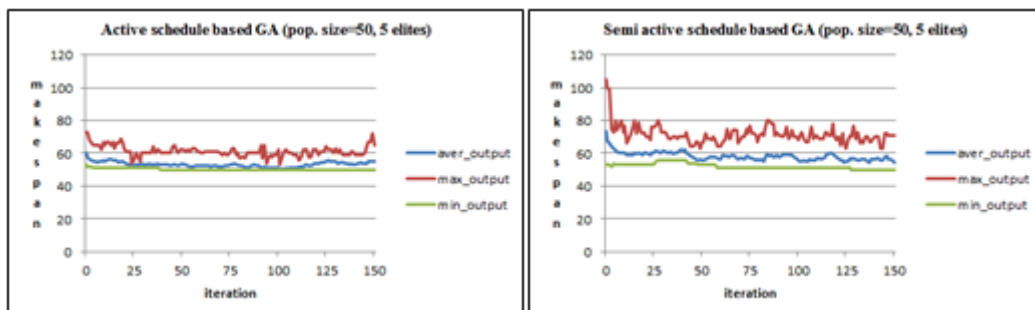 Active schedule based GA (pop. size=50, 5 elites)
makespan
120
100
80
60
40
20
0
0 25 50 75 100 125 150
iteration
aver_output
max_output
min_output
Semi active schedule based GA (pop. size=50, 5 elites)
makespan
120
100
80
60
40
20
0
0 25 50 75 100 125 150
iteration
aver_output
max_output
min_output